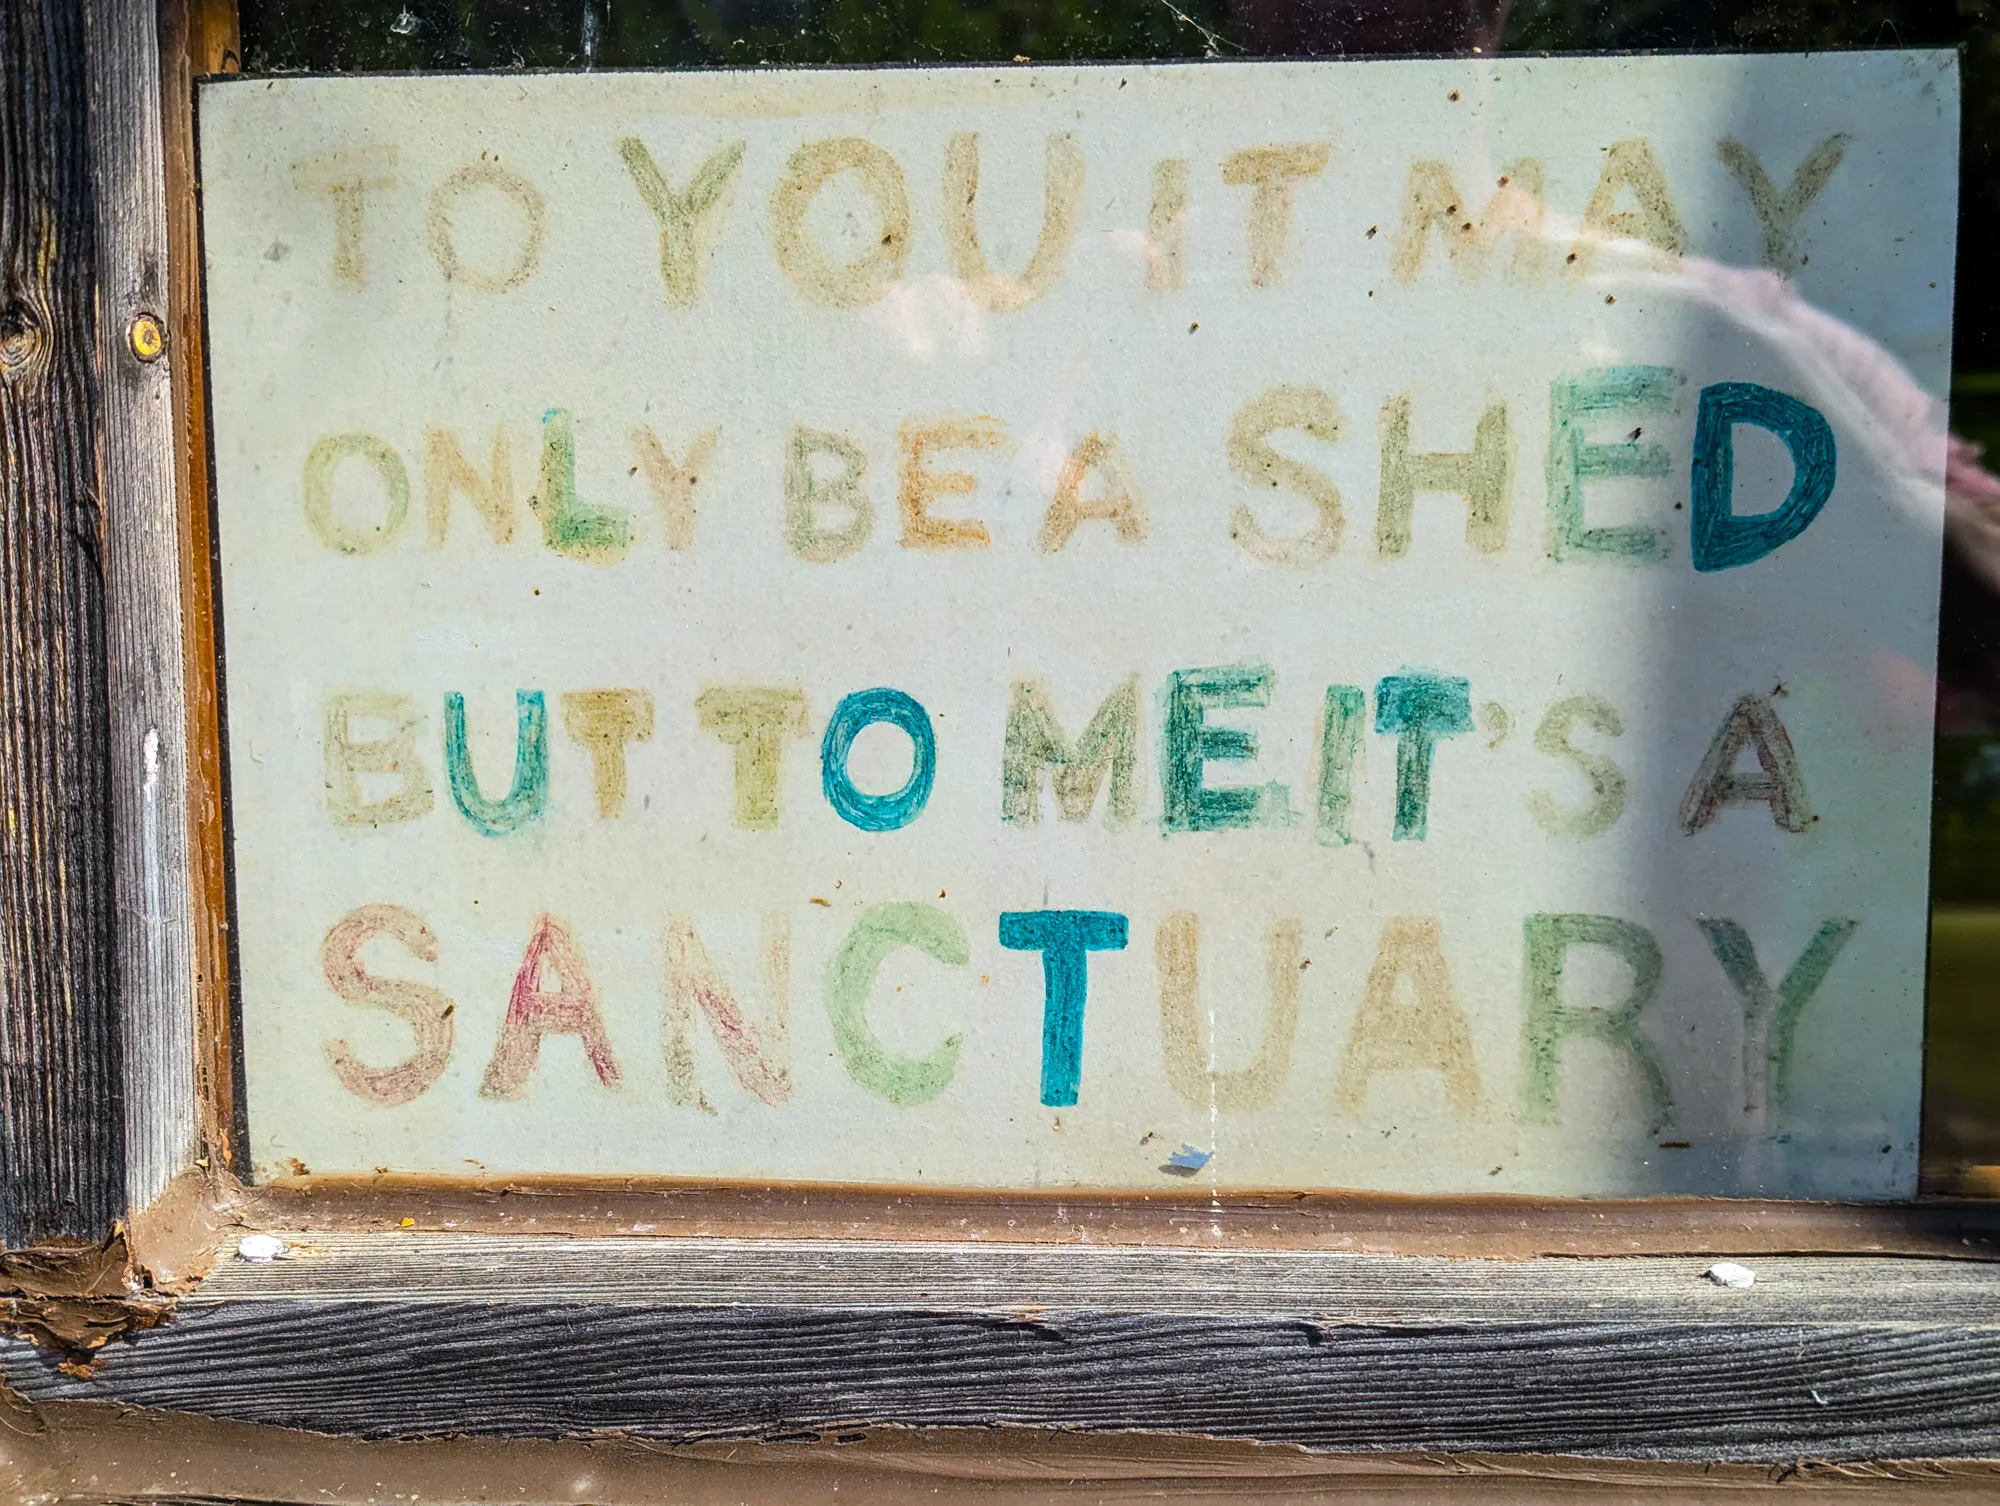 TO YOU IT MAY
ONLY BE A SHED
BUT TO ME IT'S A
SANCTUARY